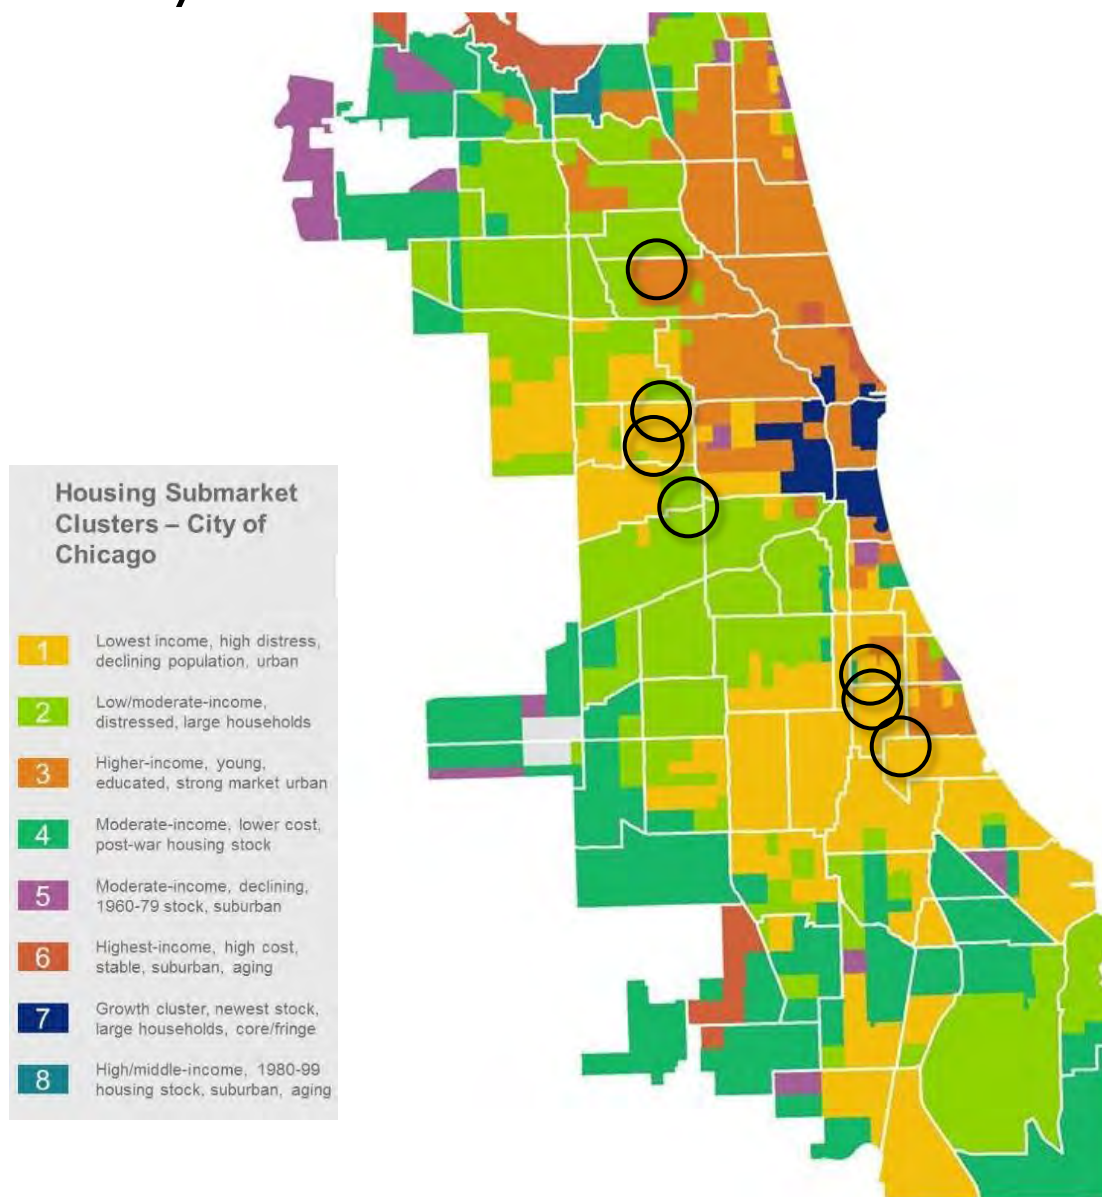 Housing Submarket
Clusters – City of
Chicago
1 Lowest income, high distress,
declining population, urban
2 Low/moderate-income,
distressed, large households
3 Higher-income, young,
educated, strong market urban
4 Moderate-income, lower cost,
post-war housing stock
5 Moderate-income, declining,
1960-79 stock, suburban
6 Highest-income, high cost,
stable, suburban, aging
7 Growth cluster, newest stock,
large households, core/fringe
8 High/middle-income, 1980-99
housing stock, suburban, aging